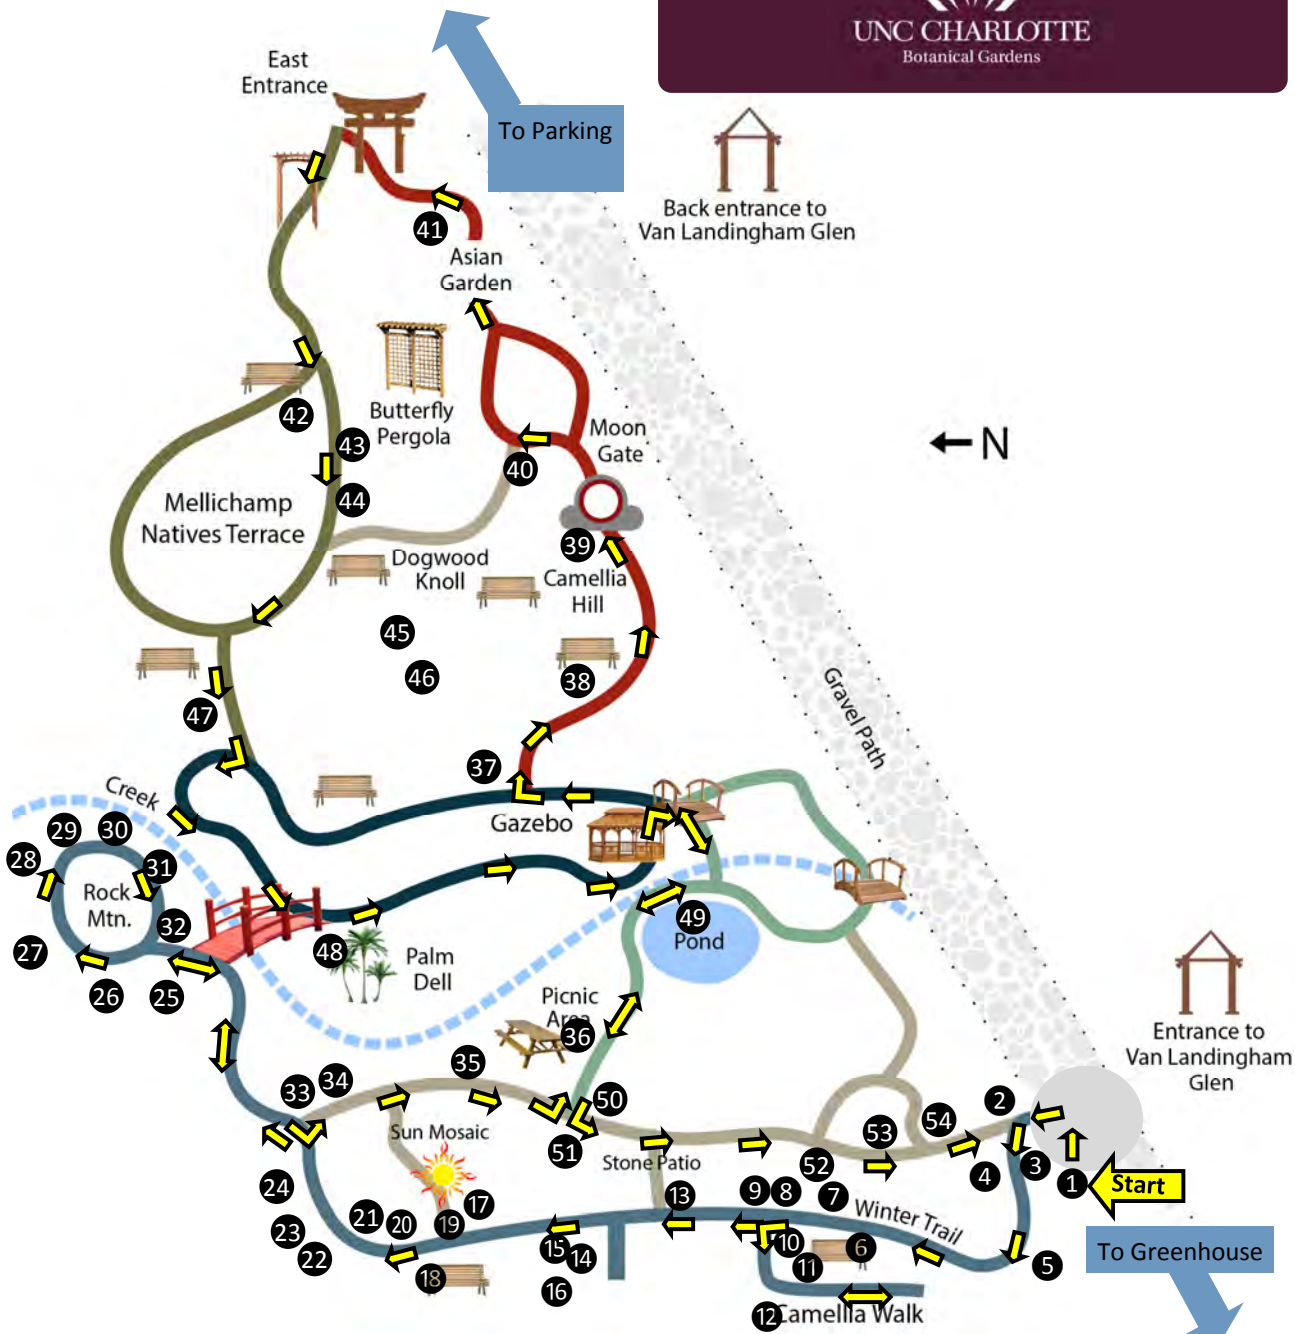 UNC CHARLOTTE
Botanical Gardens
East
Entrance
To Parking
Back entrance to
Van Landingham Glen
41
Asian
Garden
Butterfly
Pergola
42
43
Moon
Gate
N
40
44
Mellichamp
Natives Terrace
39
Dogwood
Knoll
Camellia
Hill
45
46
38
Gravel Path
47
37
Creek
Gazebo
29
30
28
31
Rock
Mtn.
32
27
26
25
48
Palm
Dell
49
Pond
Picnic
Area
36
Entrance to
Van Landingham
Glen
35
33
34
50
2
54
53
Sun Mosaic
51
Stone Patio
52
4
3
1
Start
24
23
22
21
20
19
17
13
9
8
7
Winter Trail
10
6
11
5
To Greenhouse
15
14
18
16
12
Camellia Walk